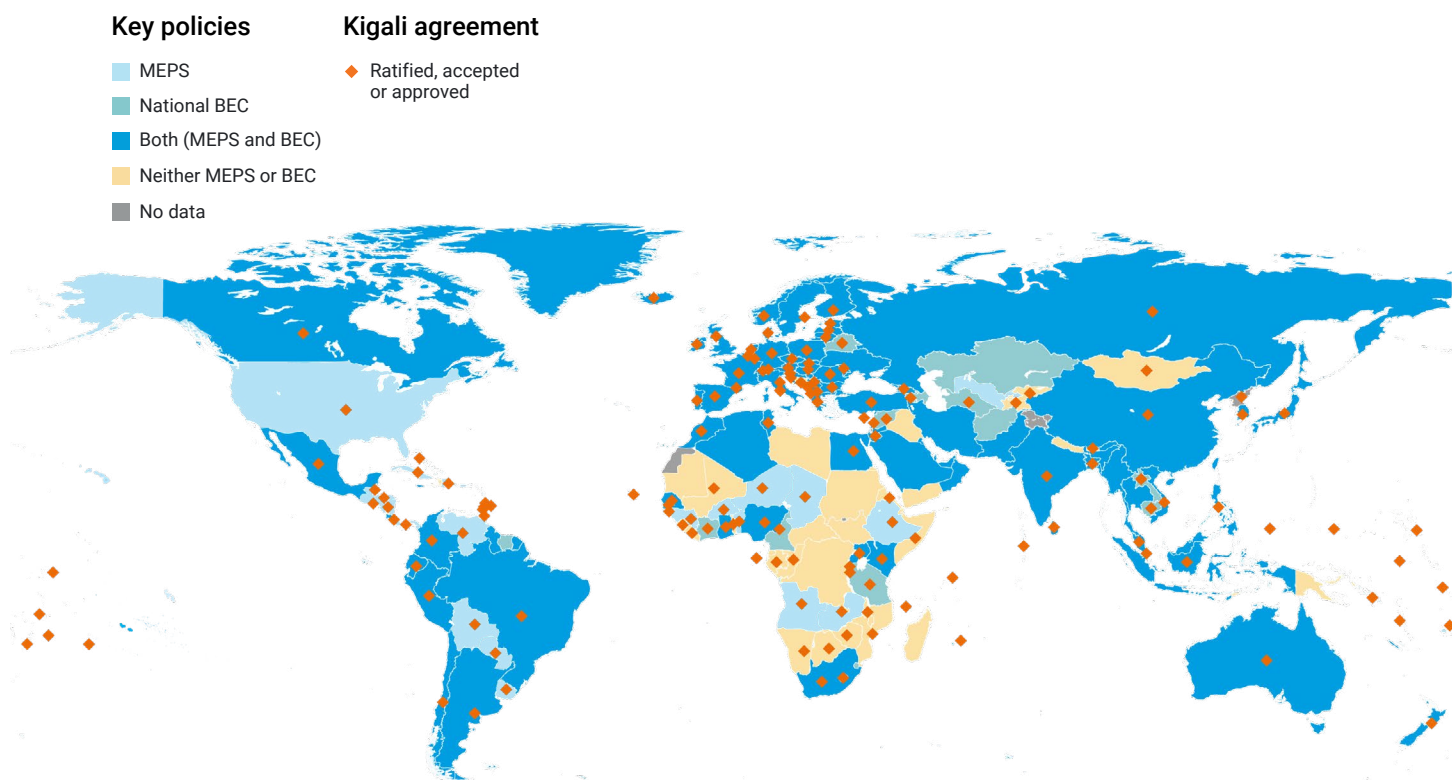 Key policies
MEPS
National BEC
Both (MEPS and BEC)
Neither MEPS or BEC
No data
Kigali agreement
Ratified, accepted
or approved